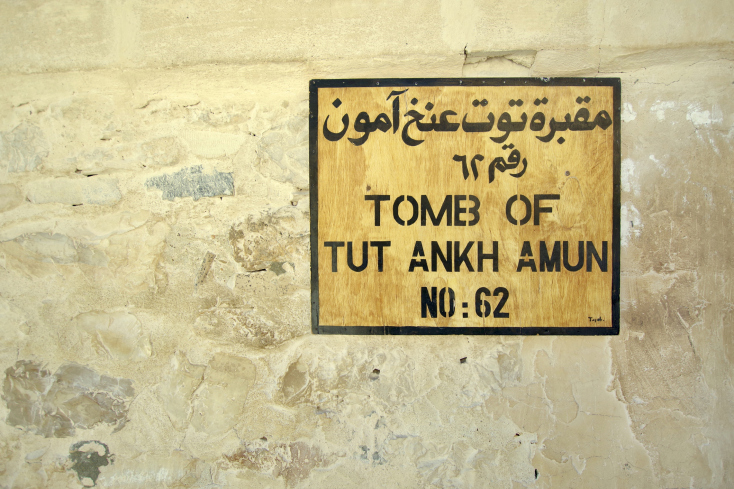 مقبرة توت عنخ آمون
رقم ٦٢
TOMB OF
TUT ANKH AMUN
NO: 62